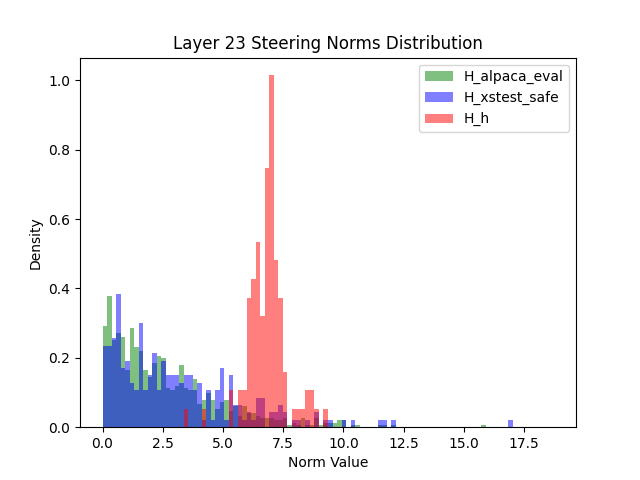 Layer 23 Steering Norms Distribution
H_alpaca_eval
H_xstest_safe
H_h
Density
1.0
0.8
0.6
0.4
0.2
0.0
0.0 2.5 5.0 7.5 10.0 12.5 15.0 17.5
Norm Value